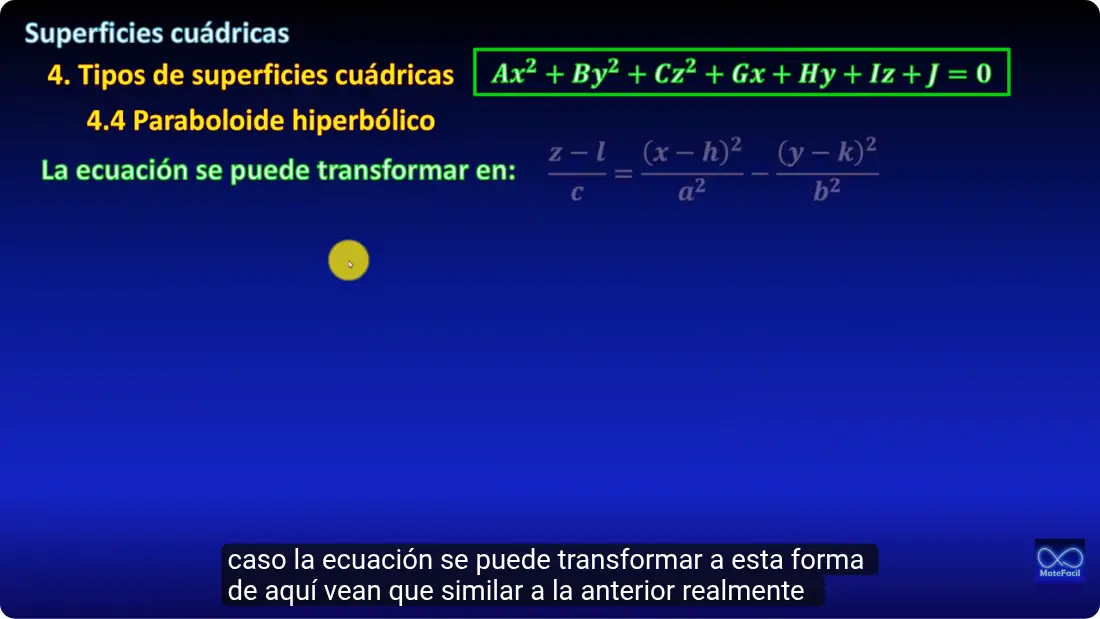 Superficies cuádricas
4. Tipos de superficies cuádricas Ax² + By² + Cz² + Gx + Hy + Iz + J = 0
4.4 Paraboloide hiperbólico
La ecuación se puede transformar en: (z − l)/c = (x − h)²/a² − (y − k)²/b²
caso la ecuación se puede transformar a esta forma
de aquí vean que similar a la anterior realmente
MateFacil